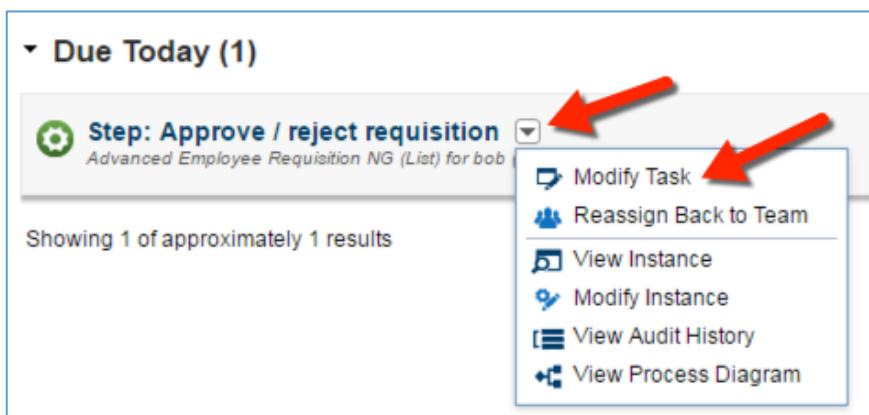 Due Today (1)
Step: Approve / reject requisition
Advanced Employee Requisition NG (List) for bob
Showing 1 of approximately 1 results
Modify Task
Reassign Back to Team
View Instance
Modify Instance
View Audit History
View Process Diagram